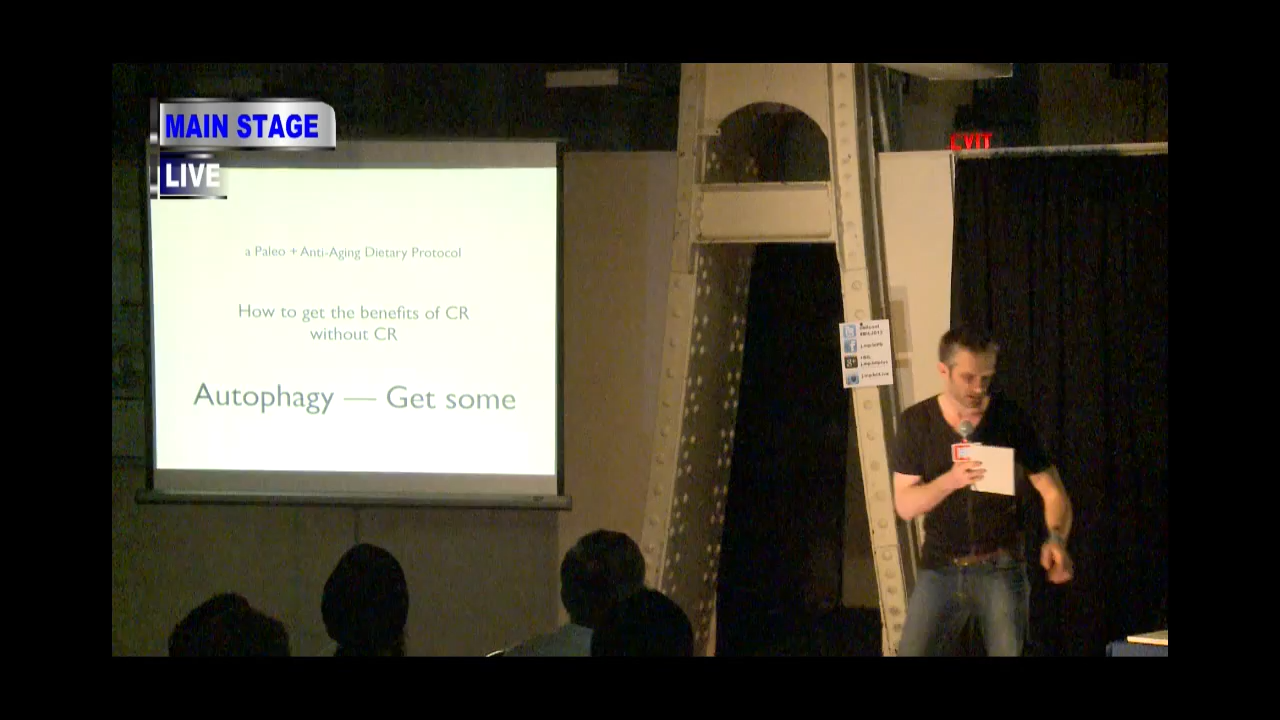 MAIN STAGE
LIVE
a Paleo + Anti-Aging Dietary Protocol
How to get the benefits of CR
without CR
Autophagy — Get some
EXIT